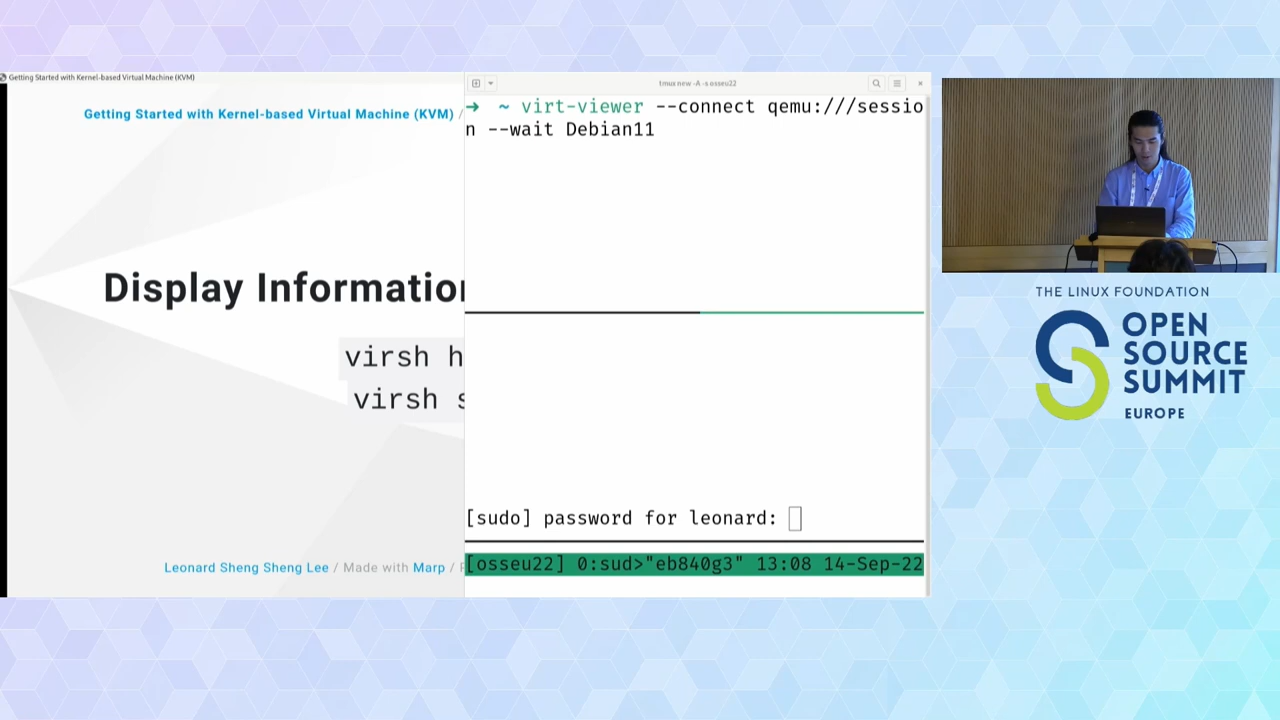 Getting Started with Kernel-based Virtual Machine (KVM)
Getting Started with Kernel-based Virtual Machine (KVM) /
Display Information
virsh h
virsh s
Leonard Sheng Sheng Lee / Made with Marp /
tmux new -A -s osseu22
→ ~ virt-viewer --connect qemu:///sessio
n --wait Debian11
[sudo] password for leonard:
[osseu22] 0:sud>"eb840g3" 13:08 14-Sep-22
THE LINUX FOUNDATION
OPEN
SOURCE
SUMMIT
EUROPE